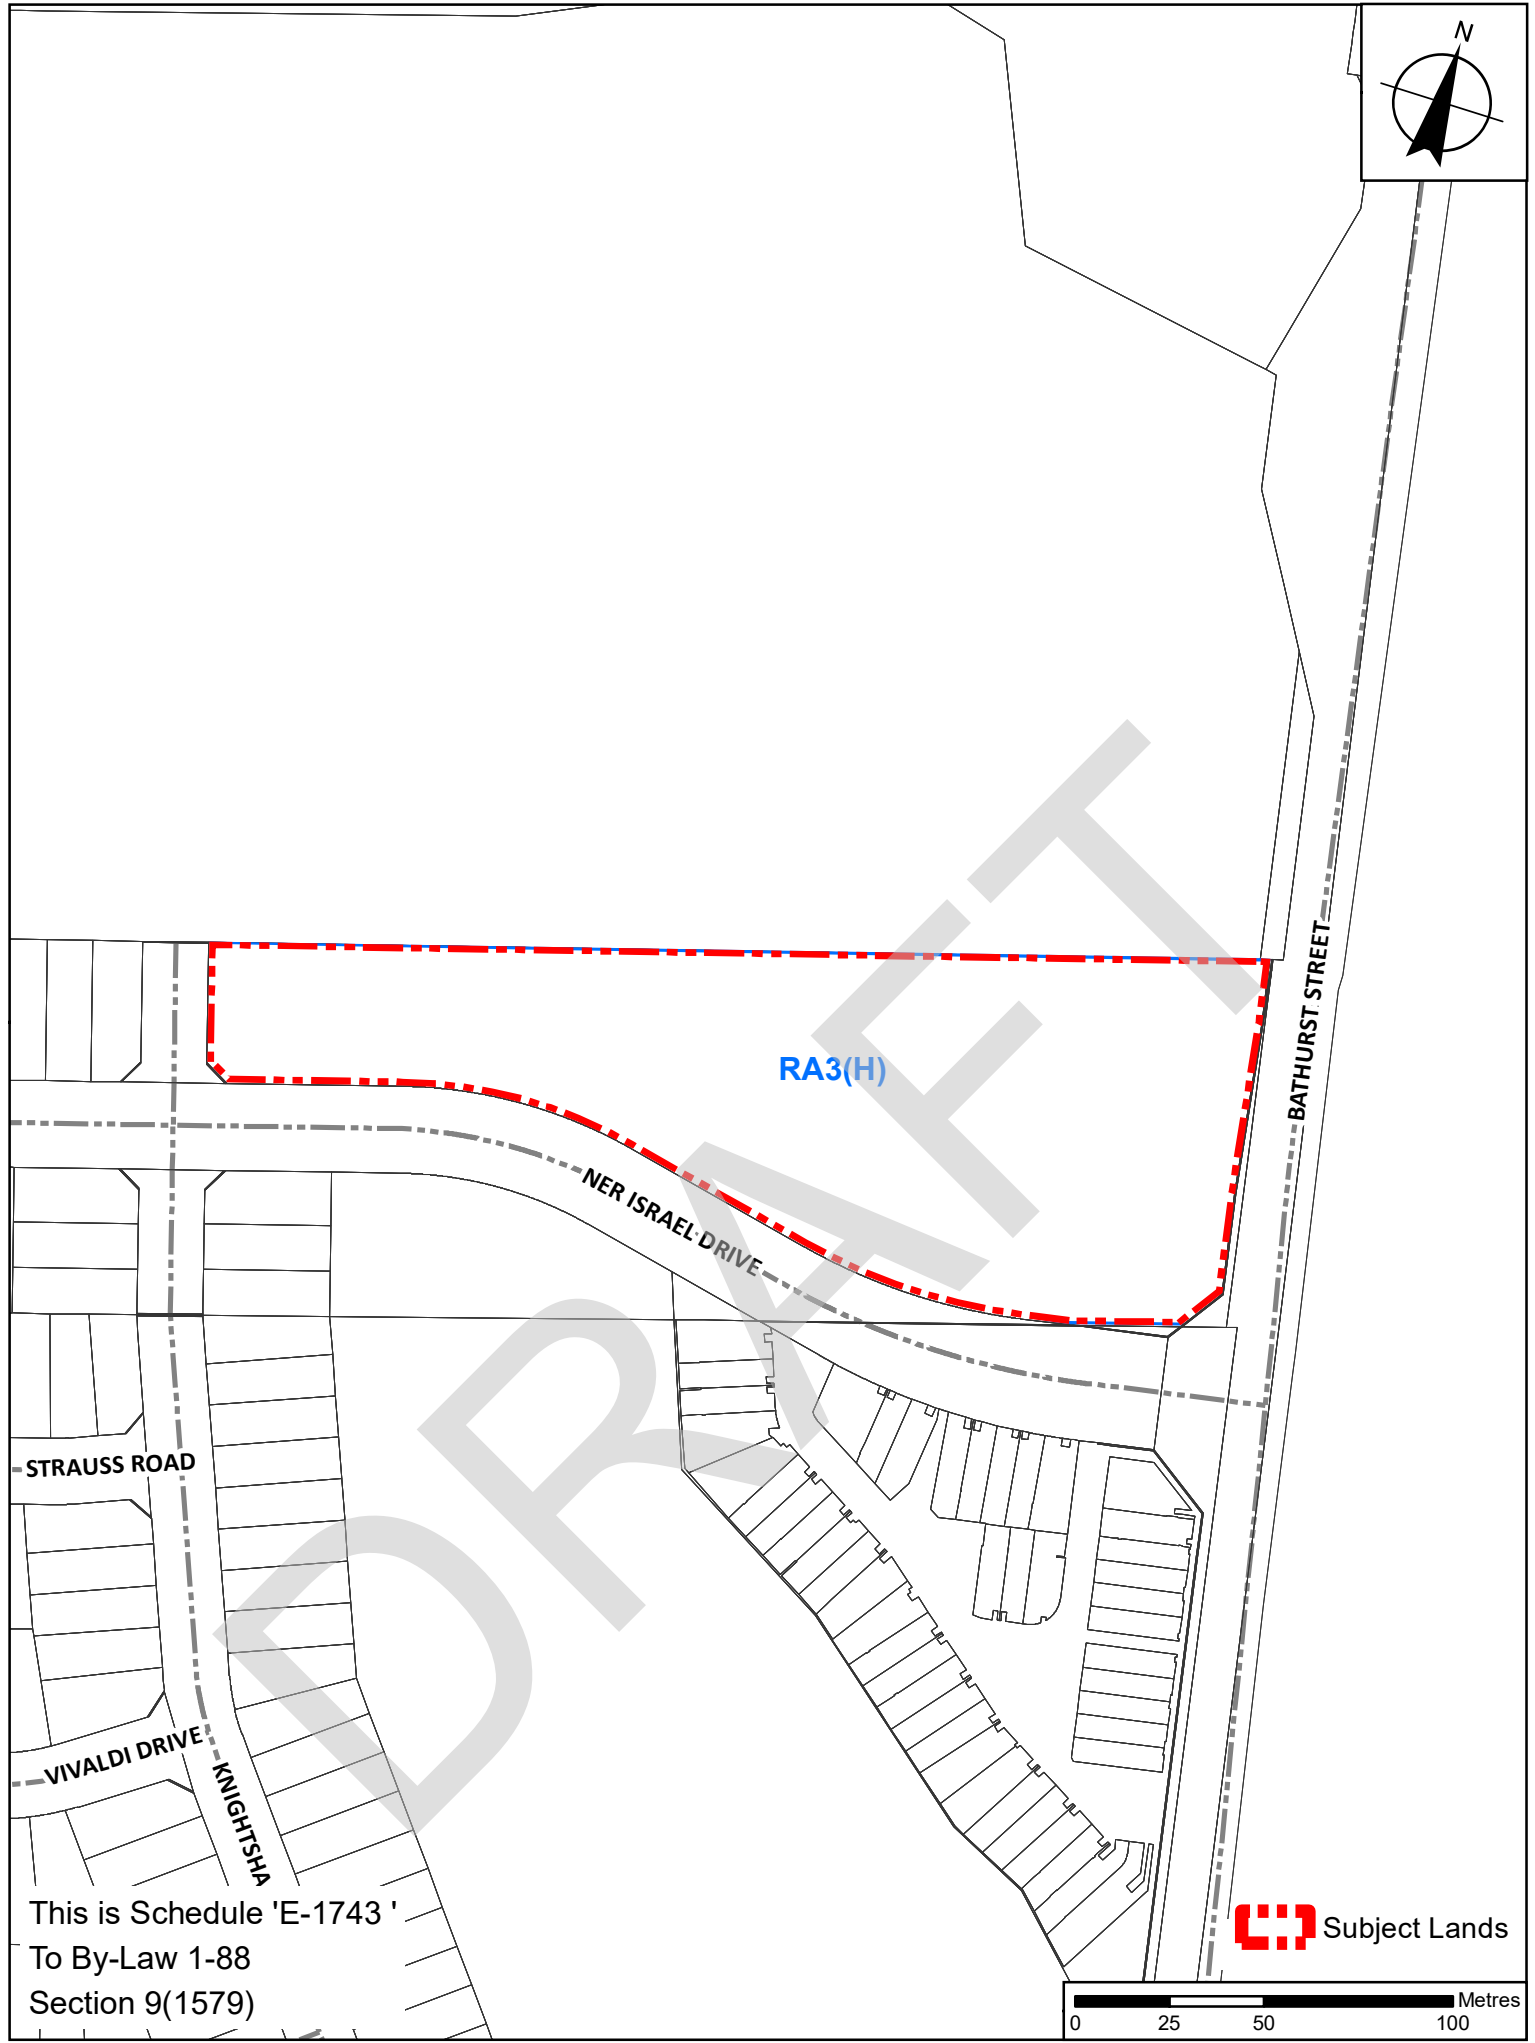 N
BATHURST STREET
RA3(H)
NER ISRAEL DRIVE
DRAFT
STRAUSS ROAD
VIVALDI DRIVE
KNIGHTSHA
This is Schedule 'E-1743 '
To By-Law 1-88
Section 9(1579)
Subject Lands
Metres
0 25 50 100